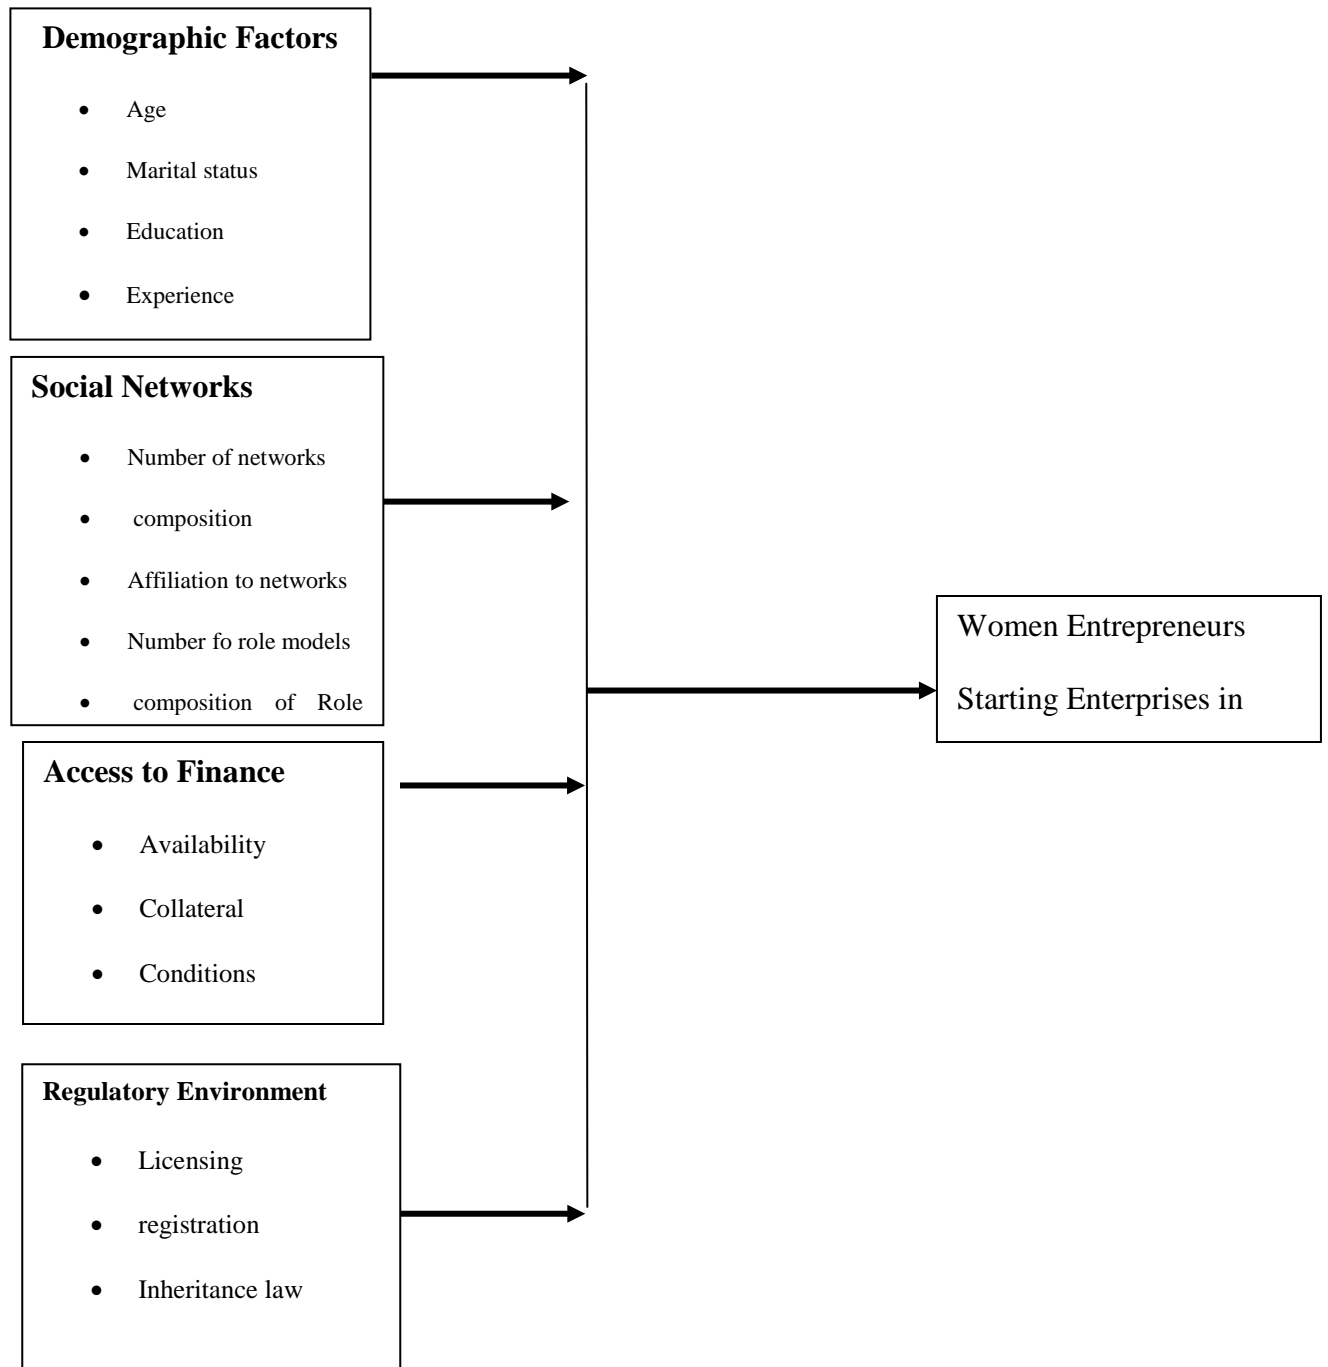 Demographic Factors
• Age
• Marital status
• Education
• Experience
Social Networks
• Number of networks
• composition
• Affiliation to networks
• Number fo role models
• composition of Role
Access to Finance
• Availability
• Collateral
• Conditions
Regulatory Environment
• Licensing
• registration
• Inheritance law
Women Entrepreneurs
Starting Enterprises in